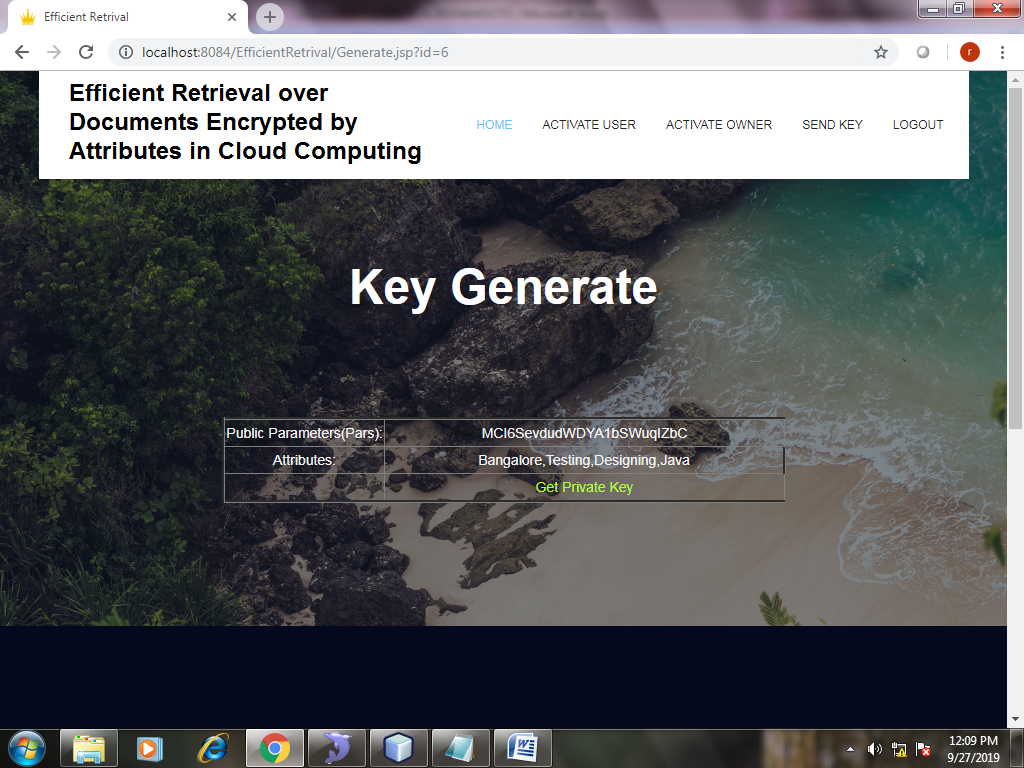 Efficient Retrival
localhost:8084/EfficientRetrival/Generate.jsp?id=6
r
Efficient Retrieval over
Documents Encrypted by
Attributes in Cloud Computing
HOME ACTIVATE USER ACTIVATE OWNER SEND KEY LOGOUT
Key Generate
Public Parameters(Pars): MCI6SevdudWDYA1bSWuqIZbC
Attributes: Bangalore,Testing,Designing,Java
Get Private Key
12:09 PM
9/27/2019